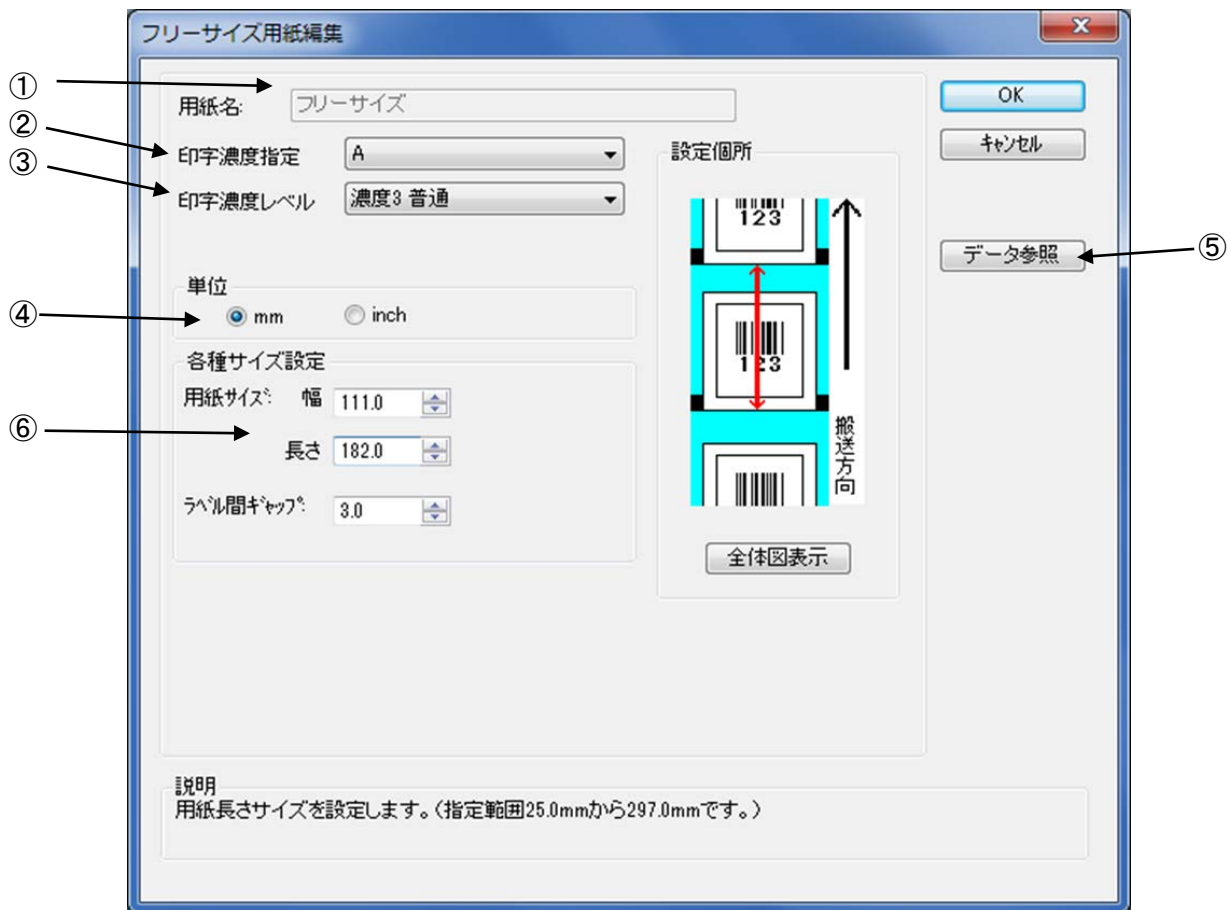 フリーサイズ用紙編集
①
用紙名:
フリーサイズ
OK
②
印字濃度指定
A
設定個所
キャンセル
③
印字濃度レベル
濃度3 普通
123
データ参照
⑤
単位
④
mm
inch
各種サイズ設定
123
用紙サイズ: 幅
111.0
⑥
長さ
182.0
搬送方向
ラベル間ギャップ:
3.0
全体図表示
説明
用紙長さサイズを設定します。(指定範囲25.0mmから297.0mmです。)